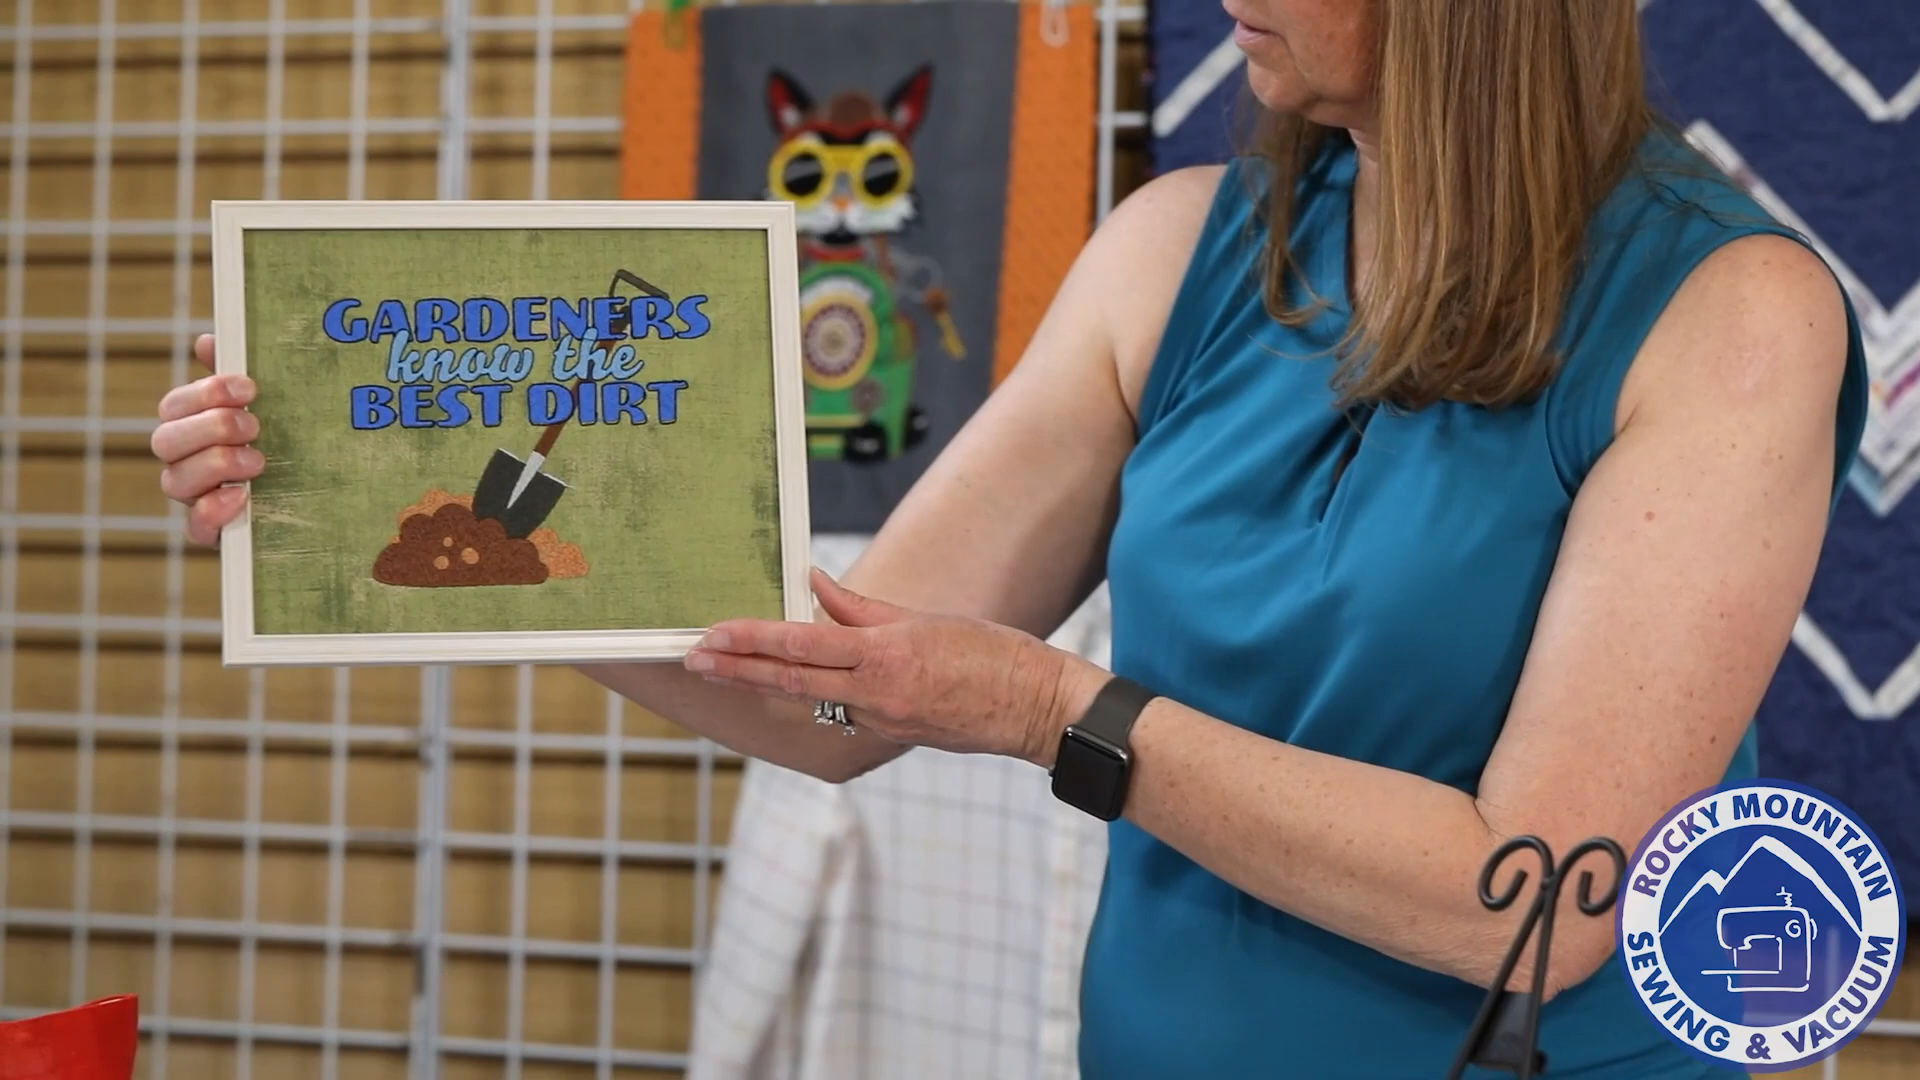 GARDENERS
know the
BEST DIRT
ROCKY MOUNTAIN
SEWING & VACUUM